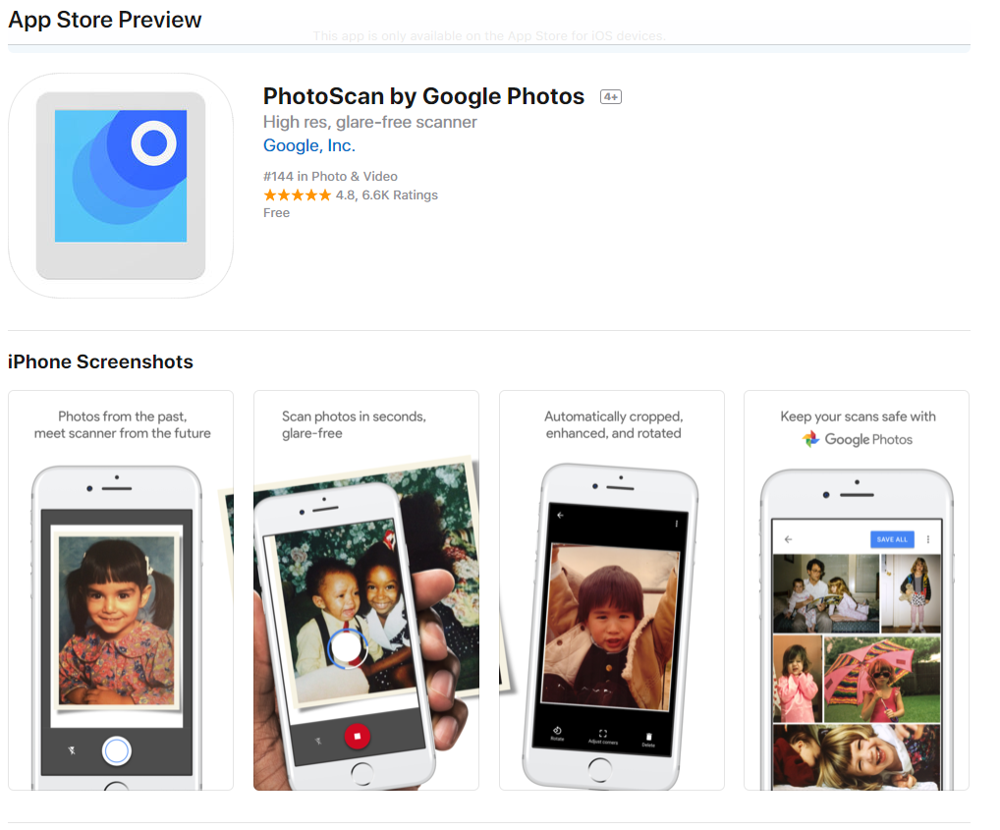 App Store Preview
This app is only available on the App Store for iOS devices.
PhotoScan by Google Photos 4+
High res, glare-free scanner
Google, Inc.
#144 in Photo & Video
4.8, 6.6K Ratings
Free
iPhone Screenshots
Photos from the past,
meet scanner from the future
Scan photos in seconds,
glare-free
Automatically cropped,
enhanced, and rotated
Rotate
Adjust corners
Delete
Keep your scans safe with
Google Photos
SAVE ALL